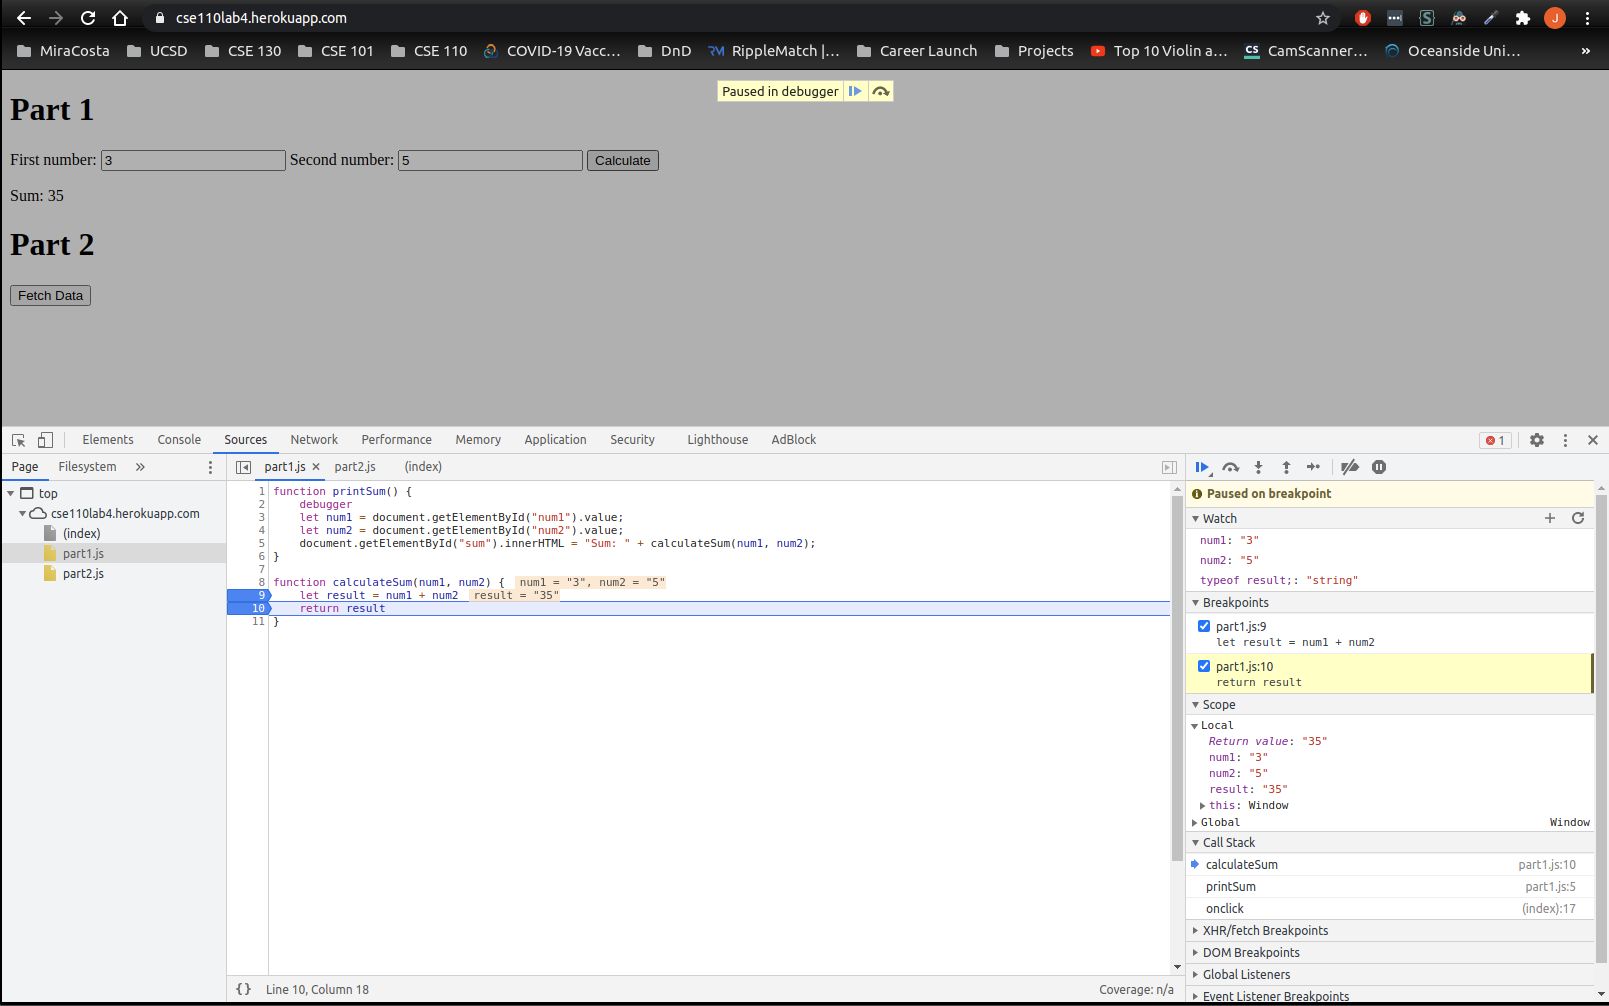 cse110lab4.herokuapp.com
J
MiraCosta UCSD CSE 130 CSE 101 CSE 110 COVID-19 Vacc... DnD RM RippleMatch |... Career Launch Projects Top 10 Violin a... CS CamScanner... Oceanside Uni... »
Paused in debugger
Part 1
First number: 3 Second number: 5 Calculate
Sum: 35
Part 2
Fetch Data
Elements Console Sources Network Performance Memory Application Security Lighthouse AdBlock 1
Page Filesystem »
top
cse110lab4.herokuapp.com
(index)
part1.js
part2.js
part1.js × part2.js (index)
1 function printSum() {
2 debugger
3 let num1 = document.getElementById("num1").value;
4 let num2 = document.getElementById("num2").value;
5 document.getElementById("sum").innerHTML = "Sum: " + calculateSum(num1, num2);
6 }
7
8 function calculateSum(num1, num2) { num1 = "3", num2 = "5"
9 let result = num1 + num2 result = "35"
10 return result
11 }
{} Line 10, Column 18 Coverage: n/a
Paused on breakpoint
Watch
num1: "3"
num2: "5"
typeof result;: "string"
Breakpoints
part1.js:9
let result = num1 + num2
part1.js:10
return result
Scope
Local
Return value: "35"
num1: "3"
num2: "5"
result: "35"
this: Window
Global Window
Call Stack
calculateSum part1.js:10
printSum part1.js:5
onclick (index):17
XHR/fetch Breakpoints
DOM Breakpoints
Global Listeners
Event Listener Breakpoints